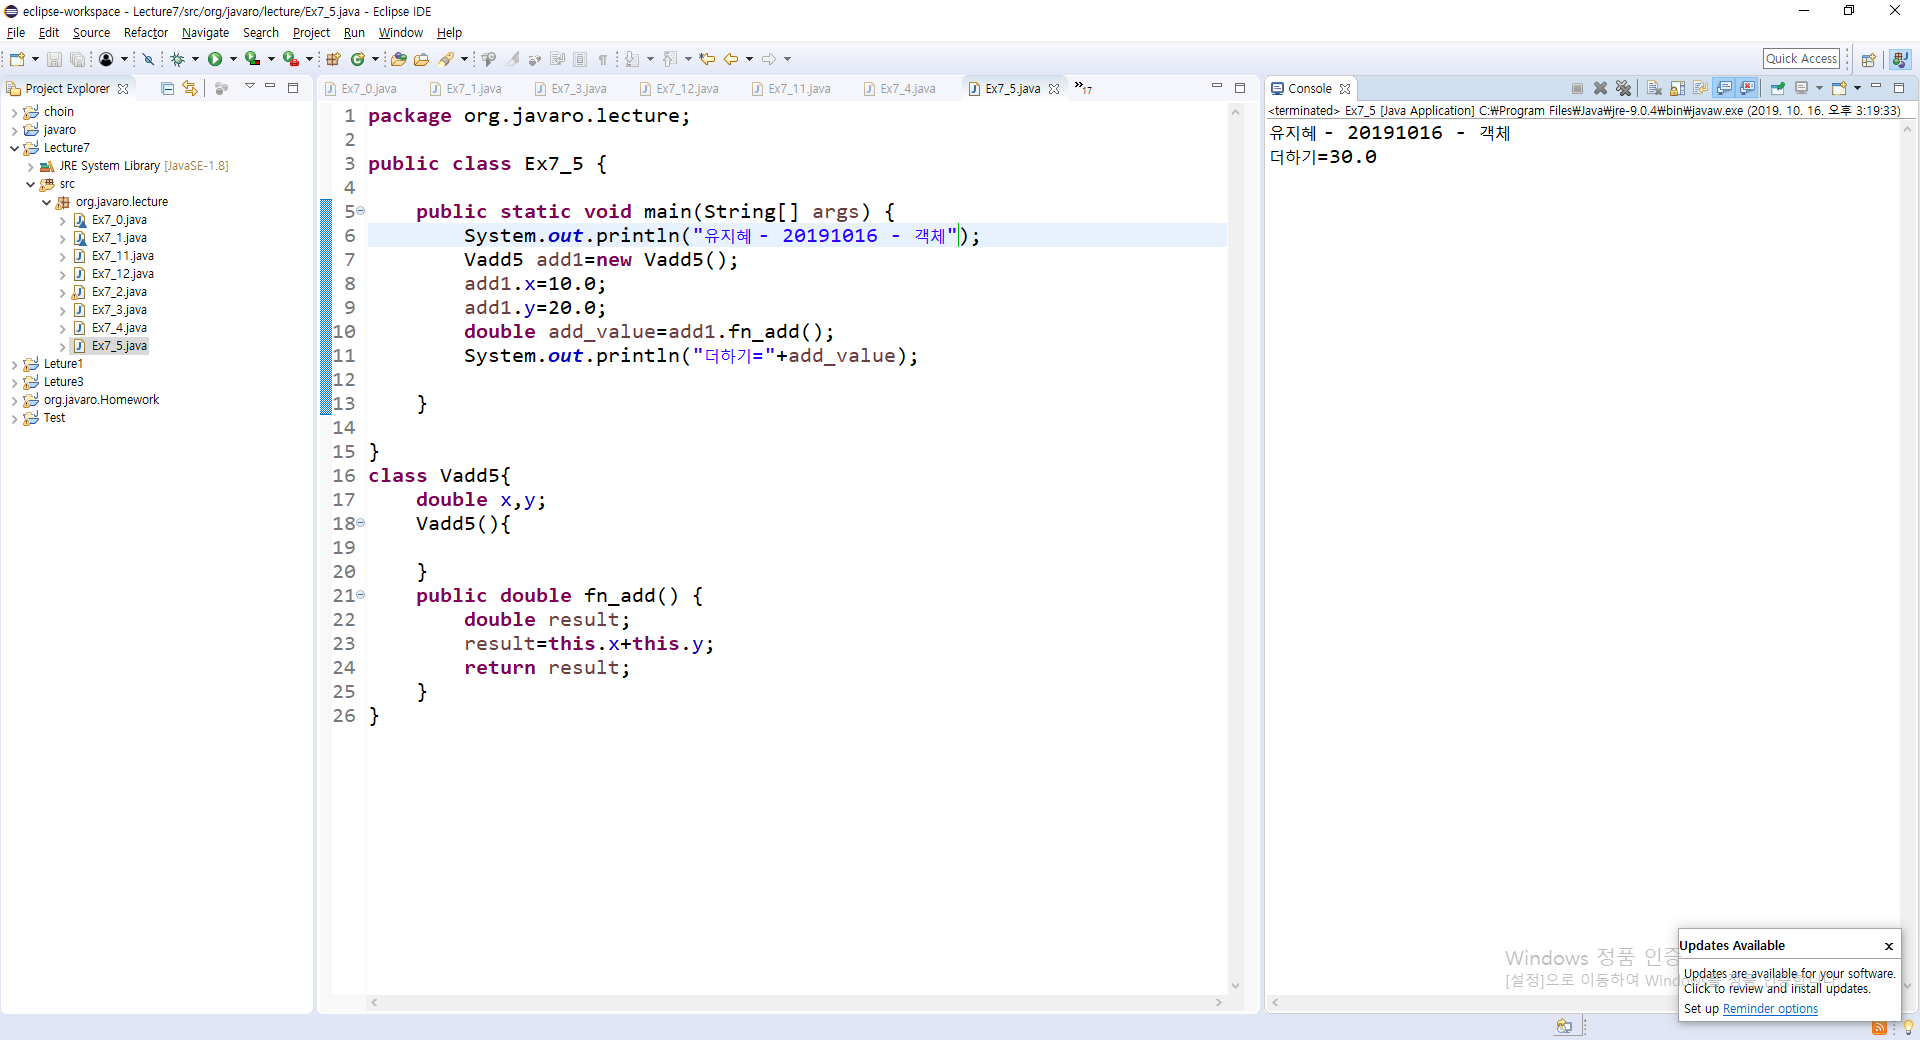 eclipse-workspace - Lecture7/src/org/javaro/lecture/Ex7_5.java - Eclipse IDE
File Edit Source Refactor Navigate Search Project Run Window Help
Quick Access
Project Explorer
choin
javaro
Lecture7
JRE System Library [JavaSE-1.8]
src
org.javaro.lecture
Ex7_0.java
Ex7_1.java
Ex7_11.java
Ex7_12.java
Ex7_2.java
Ex7_3.java
Ex7_4.java
Ex7_5.java
Leture1
Leture3
org.javaro.Homework
Test
Ex7_0.java Ex7_1.java Ex7_3.java Ex7_12.java Ex7_11.java Ex7_4.java Ex7_5.java »17
1 package org.javaro.lecture;
2
3 public class Ex7_5 {
4
5 public static void main(String[] args) {
6 System.out.println("유지혜 - 20191016 - 객체");
7 Vadd5 add1=new Vadd5();
8 add1.x=10.0;
9 add1.y=20.0;
10 double add_value=add1.fn_add();
11 System.out.println("더하기="+add_value);
12
13 }
14
15 }
16 class Vadd5{
17 double x,y;
18 Vadd5(){
19
20 }
21 public double fn_add() {
22 double result;
23 result=this.x+this.y;
24 return result;
25 }
26 }
Console
<terminated> Ex7_5 [Java Application] C:₩Program Files₩Java₩jre-9.0.4₩bin₩javaw.exe (2019. 10. 16. 오후 3:19:33)
유지혜 - 20191016 - 객체
더하기=30.0
Windows 정품 인증
[설정]으로 이동하여 Win
Updates Available
Updates are available for your software.
Click to review and install updates.
Set up Reminder options